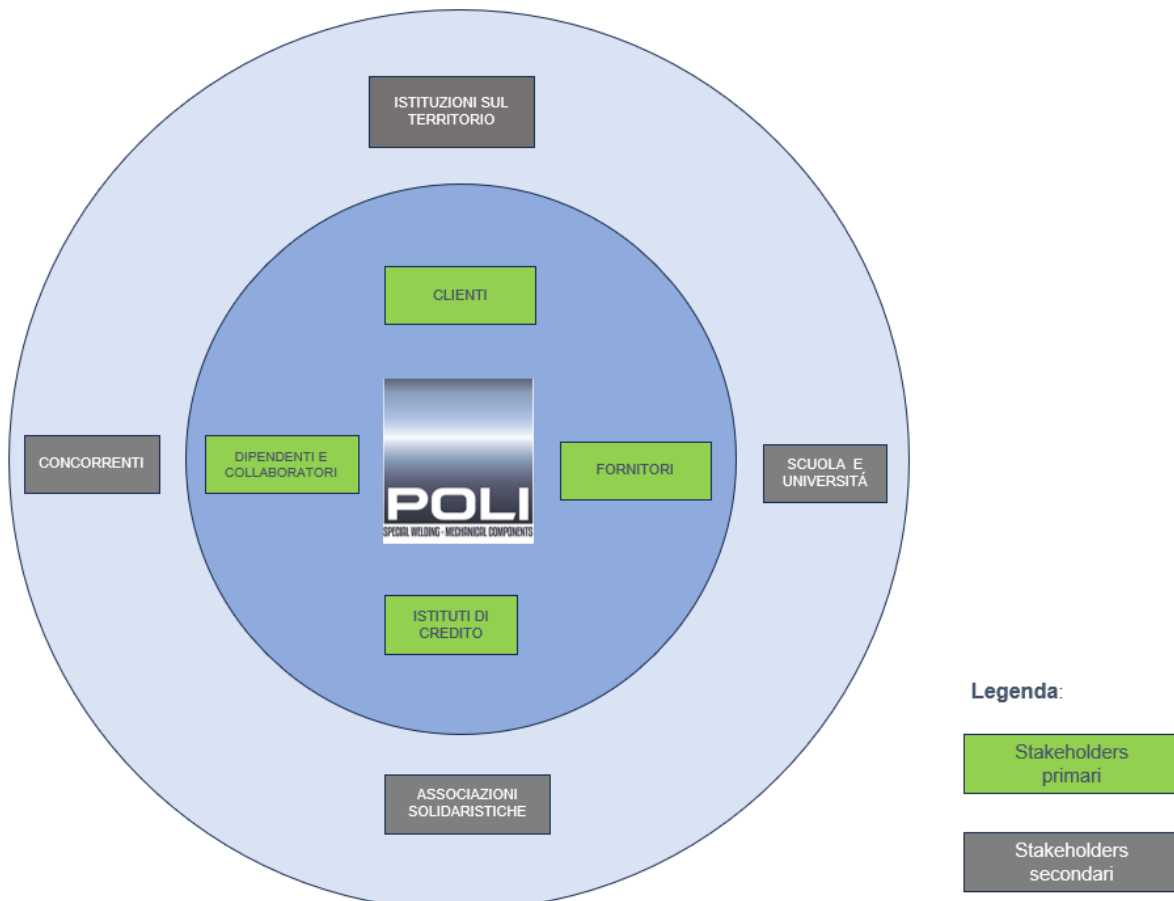 ISTITUZIONI SUL
TERRITORIO
CLIENTI
CONCORRENTI
DIPENDENTI E
COLLABORATORI
POLI
SPECIAL WELDING - MECHANICAL COMPONENTS
FORNITORI
SCUOLA E
UNIVERSITÁ
ISTITUTI DI
CREDITO
ASSOCIAZIONI
SOLIDARISTICHE
Legenda:
Stakeholders
primari
Stakeholders
secondari